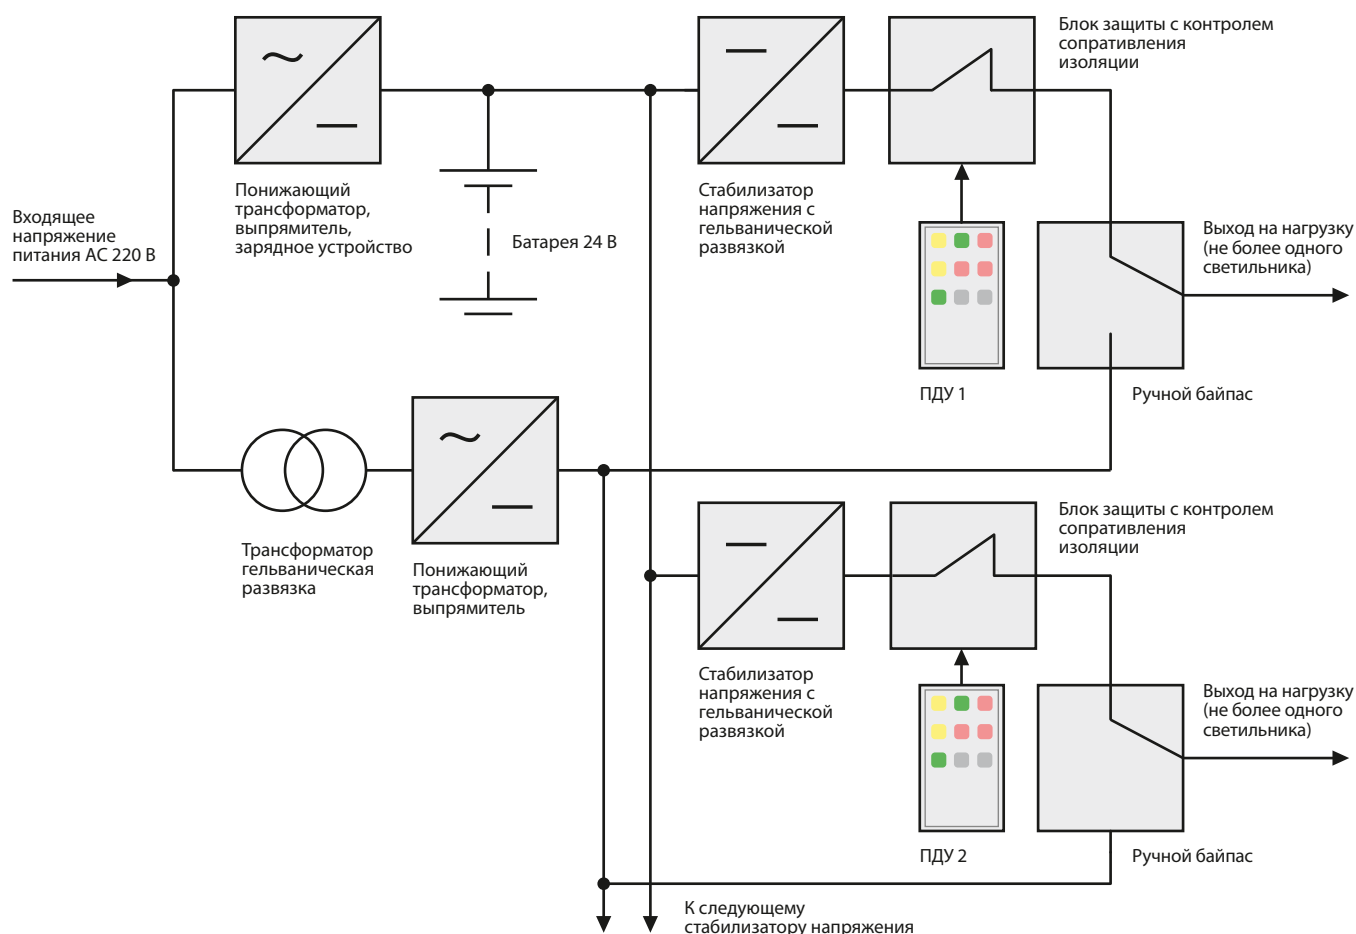 Блок защиты с контролем
сопративления
изоляции
Понижающий
трансформатор,
выпрямитель,
зарядное устройство
Стабилизатор
напряжения с
гельванической
развязкой
Входящее
напряжение
питания AC 220 В
Батарея 24 В
Выход на нагрузку
(не более одного
светильника)
ПДУ 1
Ручной байпас
Трансформатор
гельваническая
развязка
Понижающий
трансформатор,
выпрямитель
Блок защиты с контролем
сопративления
изоляции
Стабилизатор
напряжения с
гельванической
развязкой
Выход на нагрузку
(не более одного
светильника)
ПДУ 2
Ручной байпас
К следующему
стабилизатору напряжения